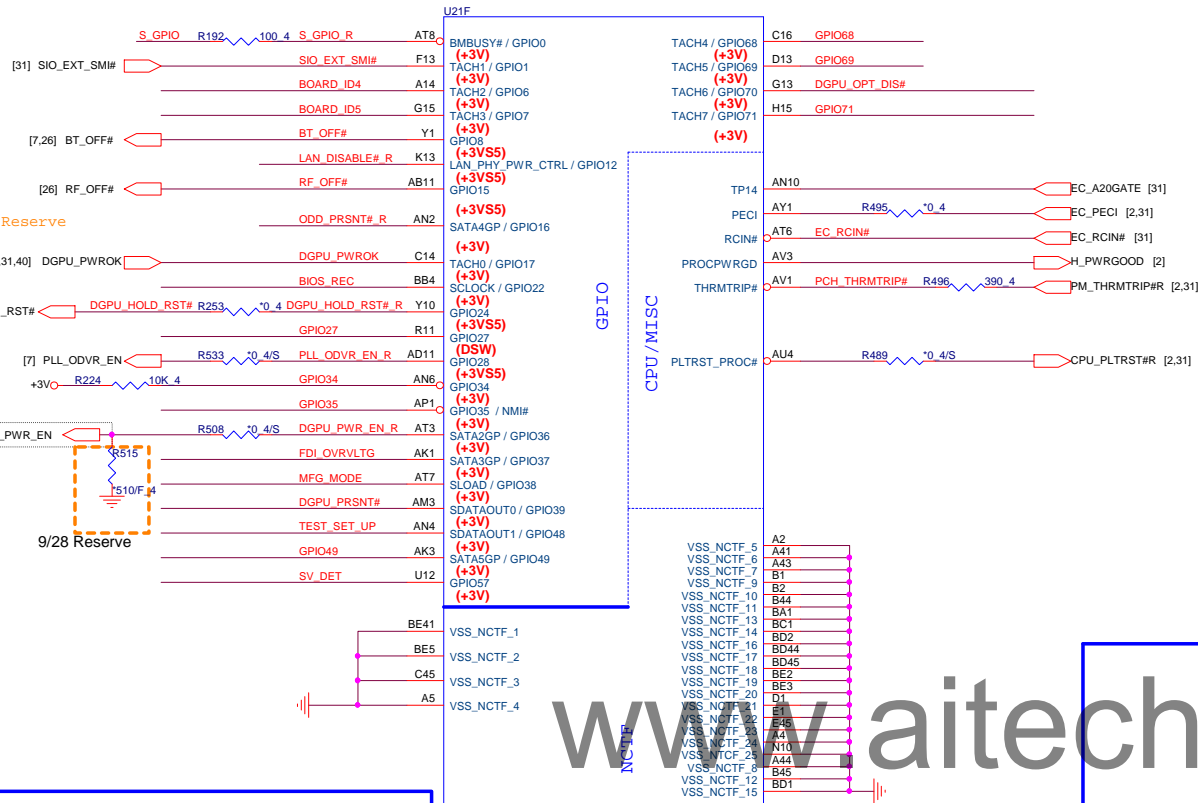 U21F
S_GPIO R192 100_4 S_GPIO_R AT8 BMBUSY# / GPIO0
(+3V)
[31] SIO_EXT_SMI# SIO_EXT_SMI# F13 TACH1 / GPIO1
(+3V)
BOARD_ID4 A14 TACH2 / GPIO6
(+3V)
BOARD_ID5 G15 TACH3 / GPIO7
(+3V)
[7,26] BT_OFF# BT_OFF# Y1 GPIO8
(+3VS5)
LAN_DISABLE#_R K13 LAN_PHY_PWR_CTRL / GPIO12
(+3VS5)
[26] RF_OFF# RF_OFF# AB11 GPIO15
(+3VS5)
Reserve
ODD_PRSNT#_R AN2 SATA4GP / GPIO16
(+3V)
31,40] DGPU_PWROK DGPU_PWROK C14 TACH0 / GPIO17
(+3V)
BIOS_REC BB4 SCLOCK / GPIO22
(+3V)
_RST# DGPU_HOLD_RST# R253 *0_4 DGPU_HOLD_RST#_R Y10 GPIO24
(+3VS5)
GPIO27 R11 GPIO27
(DSW)
[7] PLL_ODVR_EN R533 *0_4/S PLL_ODVR_EN_R AD11 GPIO28
(+3VS5)
+3V R224 10K_4 GPIO34 AN6 GPIO34
(+3V)
GPIO35 AP1 GPIO35 / NMI#
(+3V)
_PWR_EN R508 *0_4/S DGPU_PWR_EN_R AT3 SATA2GP / GPIO36
(+3V)
R515
*510/F_4
9/28 Reserve
FDI_OVRVLTG AK1 SATA3GP / GPIO37
(+3V)
MFG_MODE AT7 SLOAD / GPIO38
(+3V)
DGPU_PRSNT# AM3 SDATAOUT0 / GPIO39
(+3V)
TEST_SET_UP AN4 SDATAOUT1 / GPIO48
(+3V)
GPIO49 AK3 SATA5GP / GPIO49
(+3V)
SV_DET U12 GPIO57
(+3V)
BE41 VSS_NCTF_1
BE5 VSS_NCTF_2
C45 VSS_NCTF_3
A5 VSS_NCTF_4
GPIO
CPU/MISC
NCTF
TACH4 / GPIO68 C16 GPIO68
(+3V)
TACH5 / GPIO69 D13 GPIO69
(+3V)
TACH6 / GPIO70 G13 DGPU_OPT_DIS#
(+3V)
TACH7 / GPIO71 H15 GPIO71
(+3V)
TP14 AN10 EC_A20GATE [31]
PECI AY1 R495 *0_4 EC_PECI [2,31]
RCIN# AT6 EC_RCIN# EC_RCIN# [31]
PROCPWRGD AV3 H_PWRGOOD [2]
THRMTRIP# AV1 PCH_THRMTRIP# R496 390_4 PM_THRMTRIP#R [2,31]
PLTRST_PROC# AU4 R489 *0_4/S CPU_PLTRST#R [2,31]
VSS_NCTF_5 A2
VSS_NCTF_6 A41
VSS_NCTF_7 A43
VSS_NCTF_9 B1
VSS_NCTF_10 B2
VSS_NCTF_11 B44
VSS_NCTF_13 BA1
VSS_NCTF_14 BC1
VSS_NCTF_16 BD2
VSS_NCTF_17 BD44
VSS_NCTF_18 BD45
VSS_NCTF_19 BE2
VSS_NCTF_20 BE3
VSS_NCTF_21 D1
VSS_NCTF_22 E1
VSS_NCTF_23 E45
VSS_NCTF_24 A4
VSS_NTCF_25 N10
VSS_NCTF_8 A44
VSS_NCTF_12 B45
VSS_NCTF_15 BD1
www.aitech